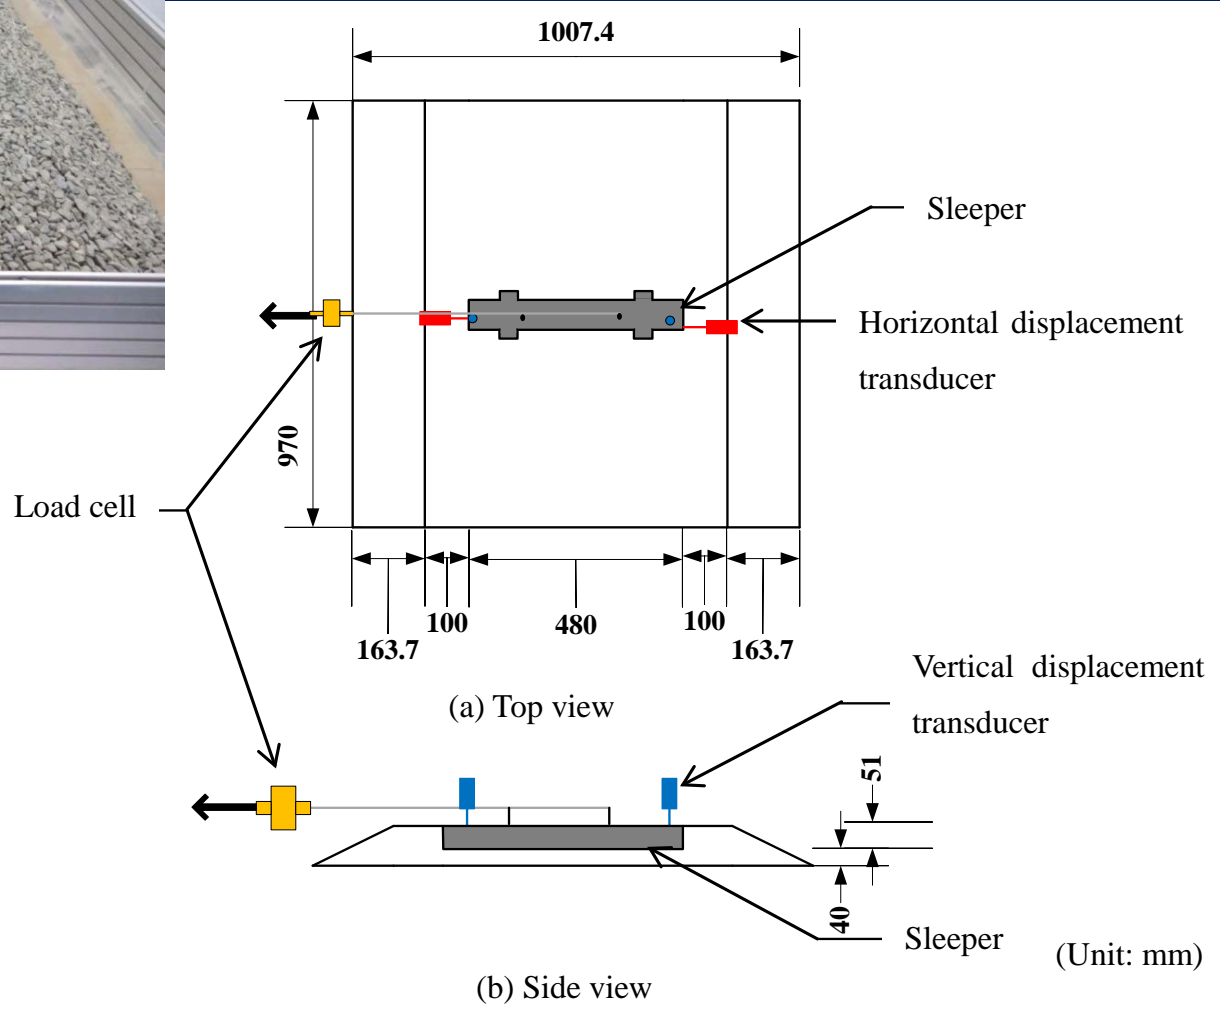 1007.4
Sleeper
Horizontal displacement
transducer
970
Load cell
100
480
100
163.7
163.7
(a) Top view
Vertical displacement
transducer
51
40
Sleeper
(Unit: mm)
(b) Side view